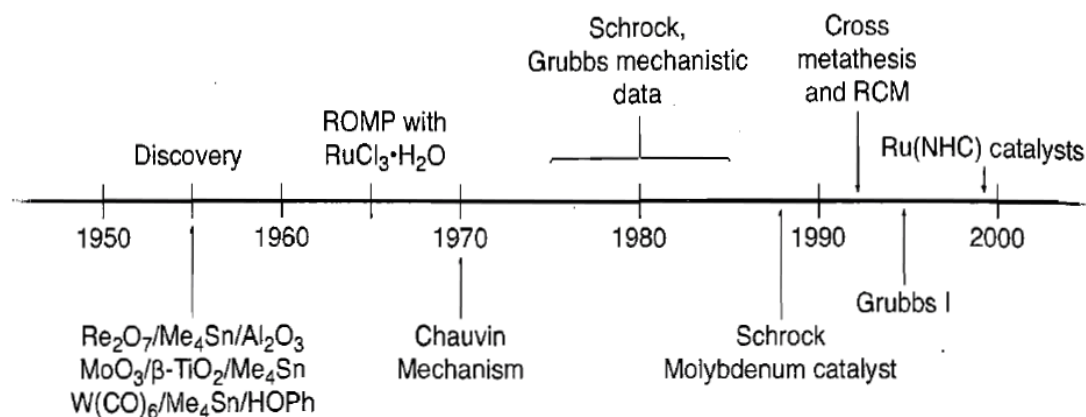 Schrock,
Grubbs mechanistic
data
Cross
metathesis
and RCM
ROMP with
RuCl₃•H₂O
Discovery
Ru(NHC) catalysts
1950
1960
1970
1980
1990
2000
Re₂O₇/Me₄Sn/Al₂O₃
MoO₃/β-TiO₂/Me₄Sn
W(CO)₆/Me₄Sn/HOPh
Chauvin
Mechanism
Schrock
Molybdenum catalyst
Grubbs I